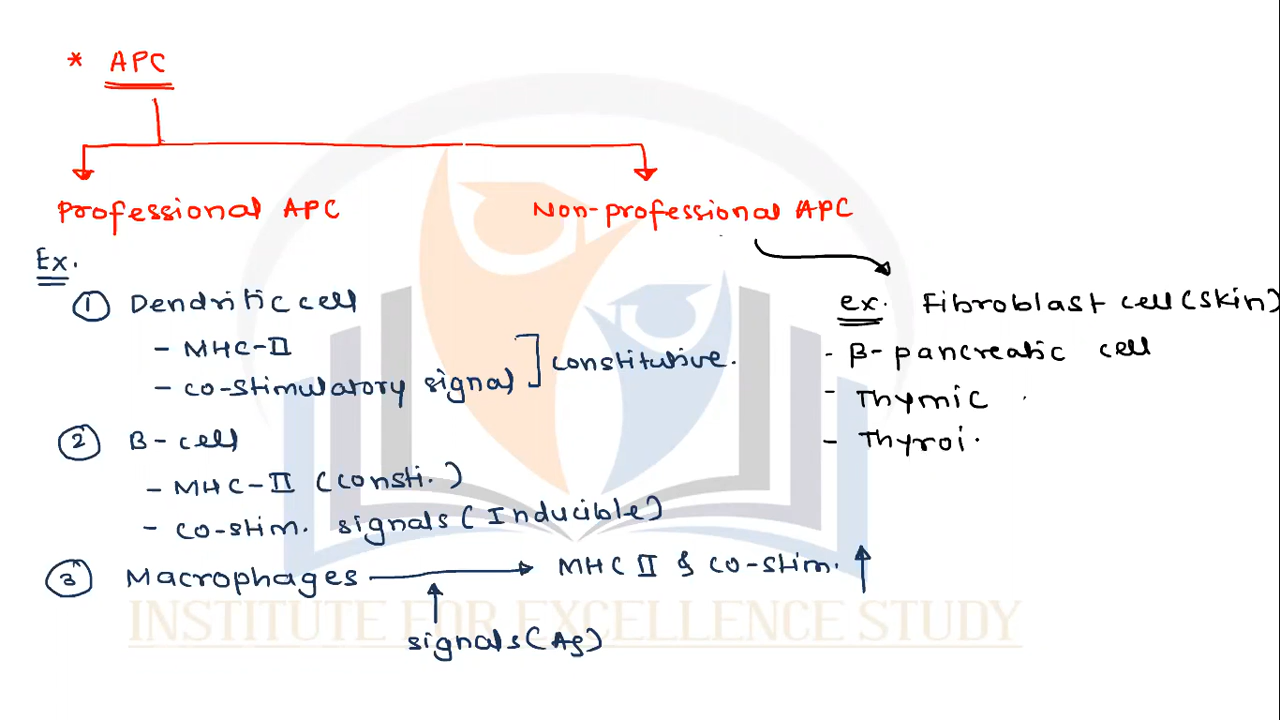 * APC
Professional APC
Non-professional APC
Ex.
① Dendritic cell
- MHC-II
- co-stimulatory signal ] constitutive.
② B-cell
- MHC-II (consti.)
- co-stim. signals (Inducible)
③ Macrophages → MHC II & co-stim. ↑
signals (Ag)
ex. Fibroblast cell (skin)
- β-pancreatic cell
- Thymic
- Thyroi.
INSTITUTE FOR EXCELLENCE STUDY